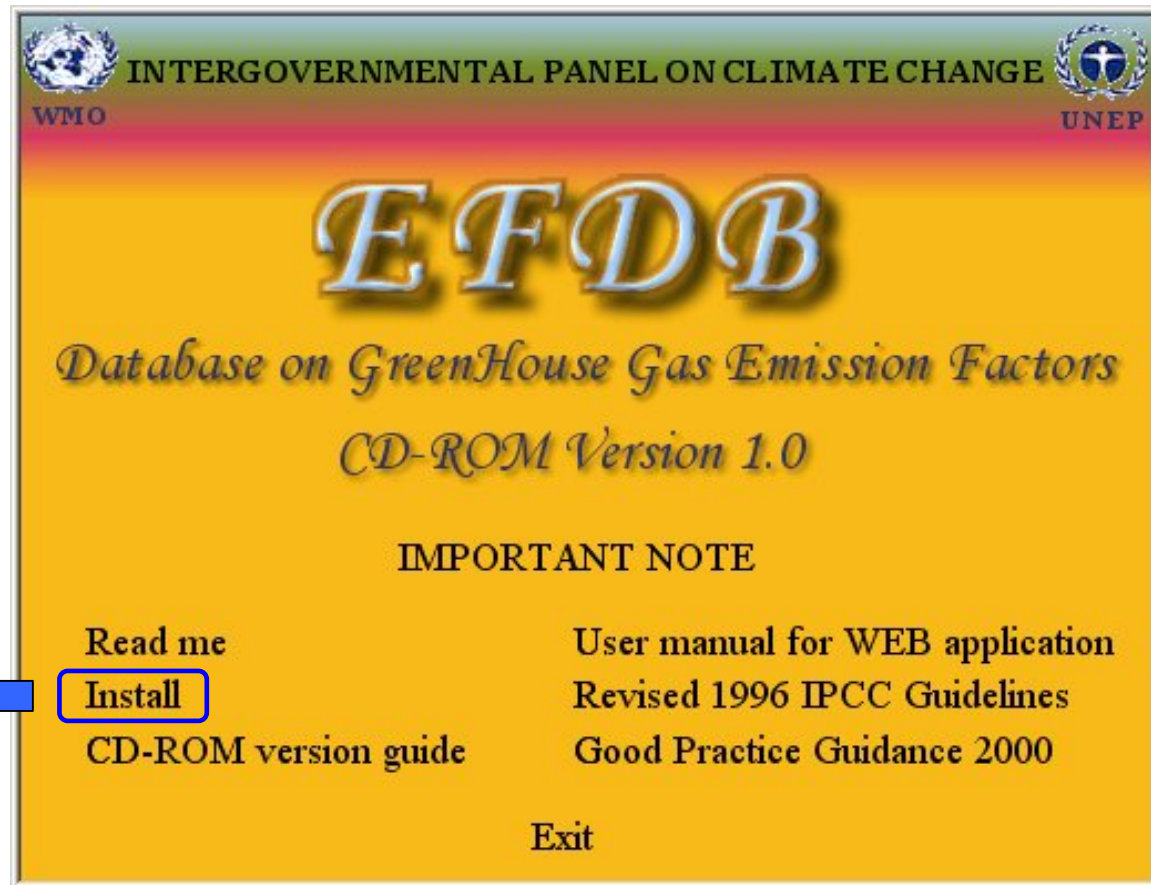 INTERGOVERNMENTAL PANEL ON CLIMATE CHANGE
WMO
UNEP
EFDB
Database on GreenHouse Gas Emission Factors
CD-ROM Version 1.0
IMPORTANT NOTE
Read me
User manual for WEB application
Install
Revised 1996 IPCC Guidelines
CD-ROM version guide
Good Practice Guidance 2000
Exit